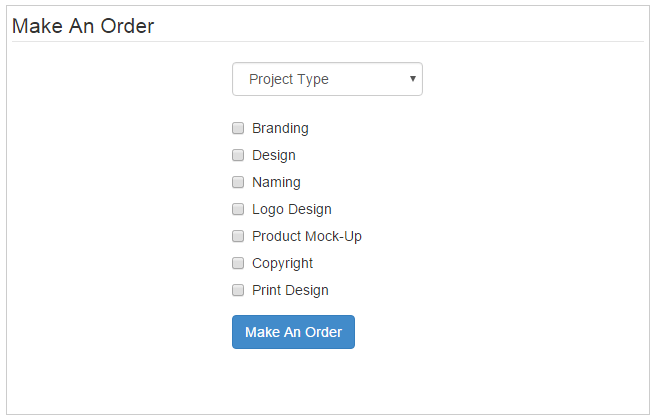 Make An Order
Project Type
Branding
Design
Naming
Logo Design
Product Mock-Up
Copyright
Print Design
Make An Order